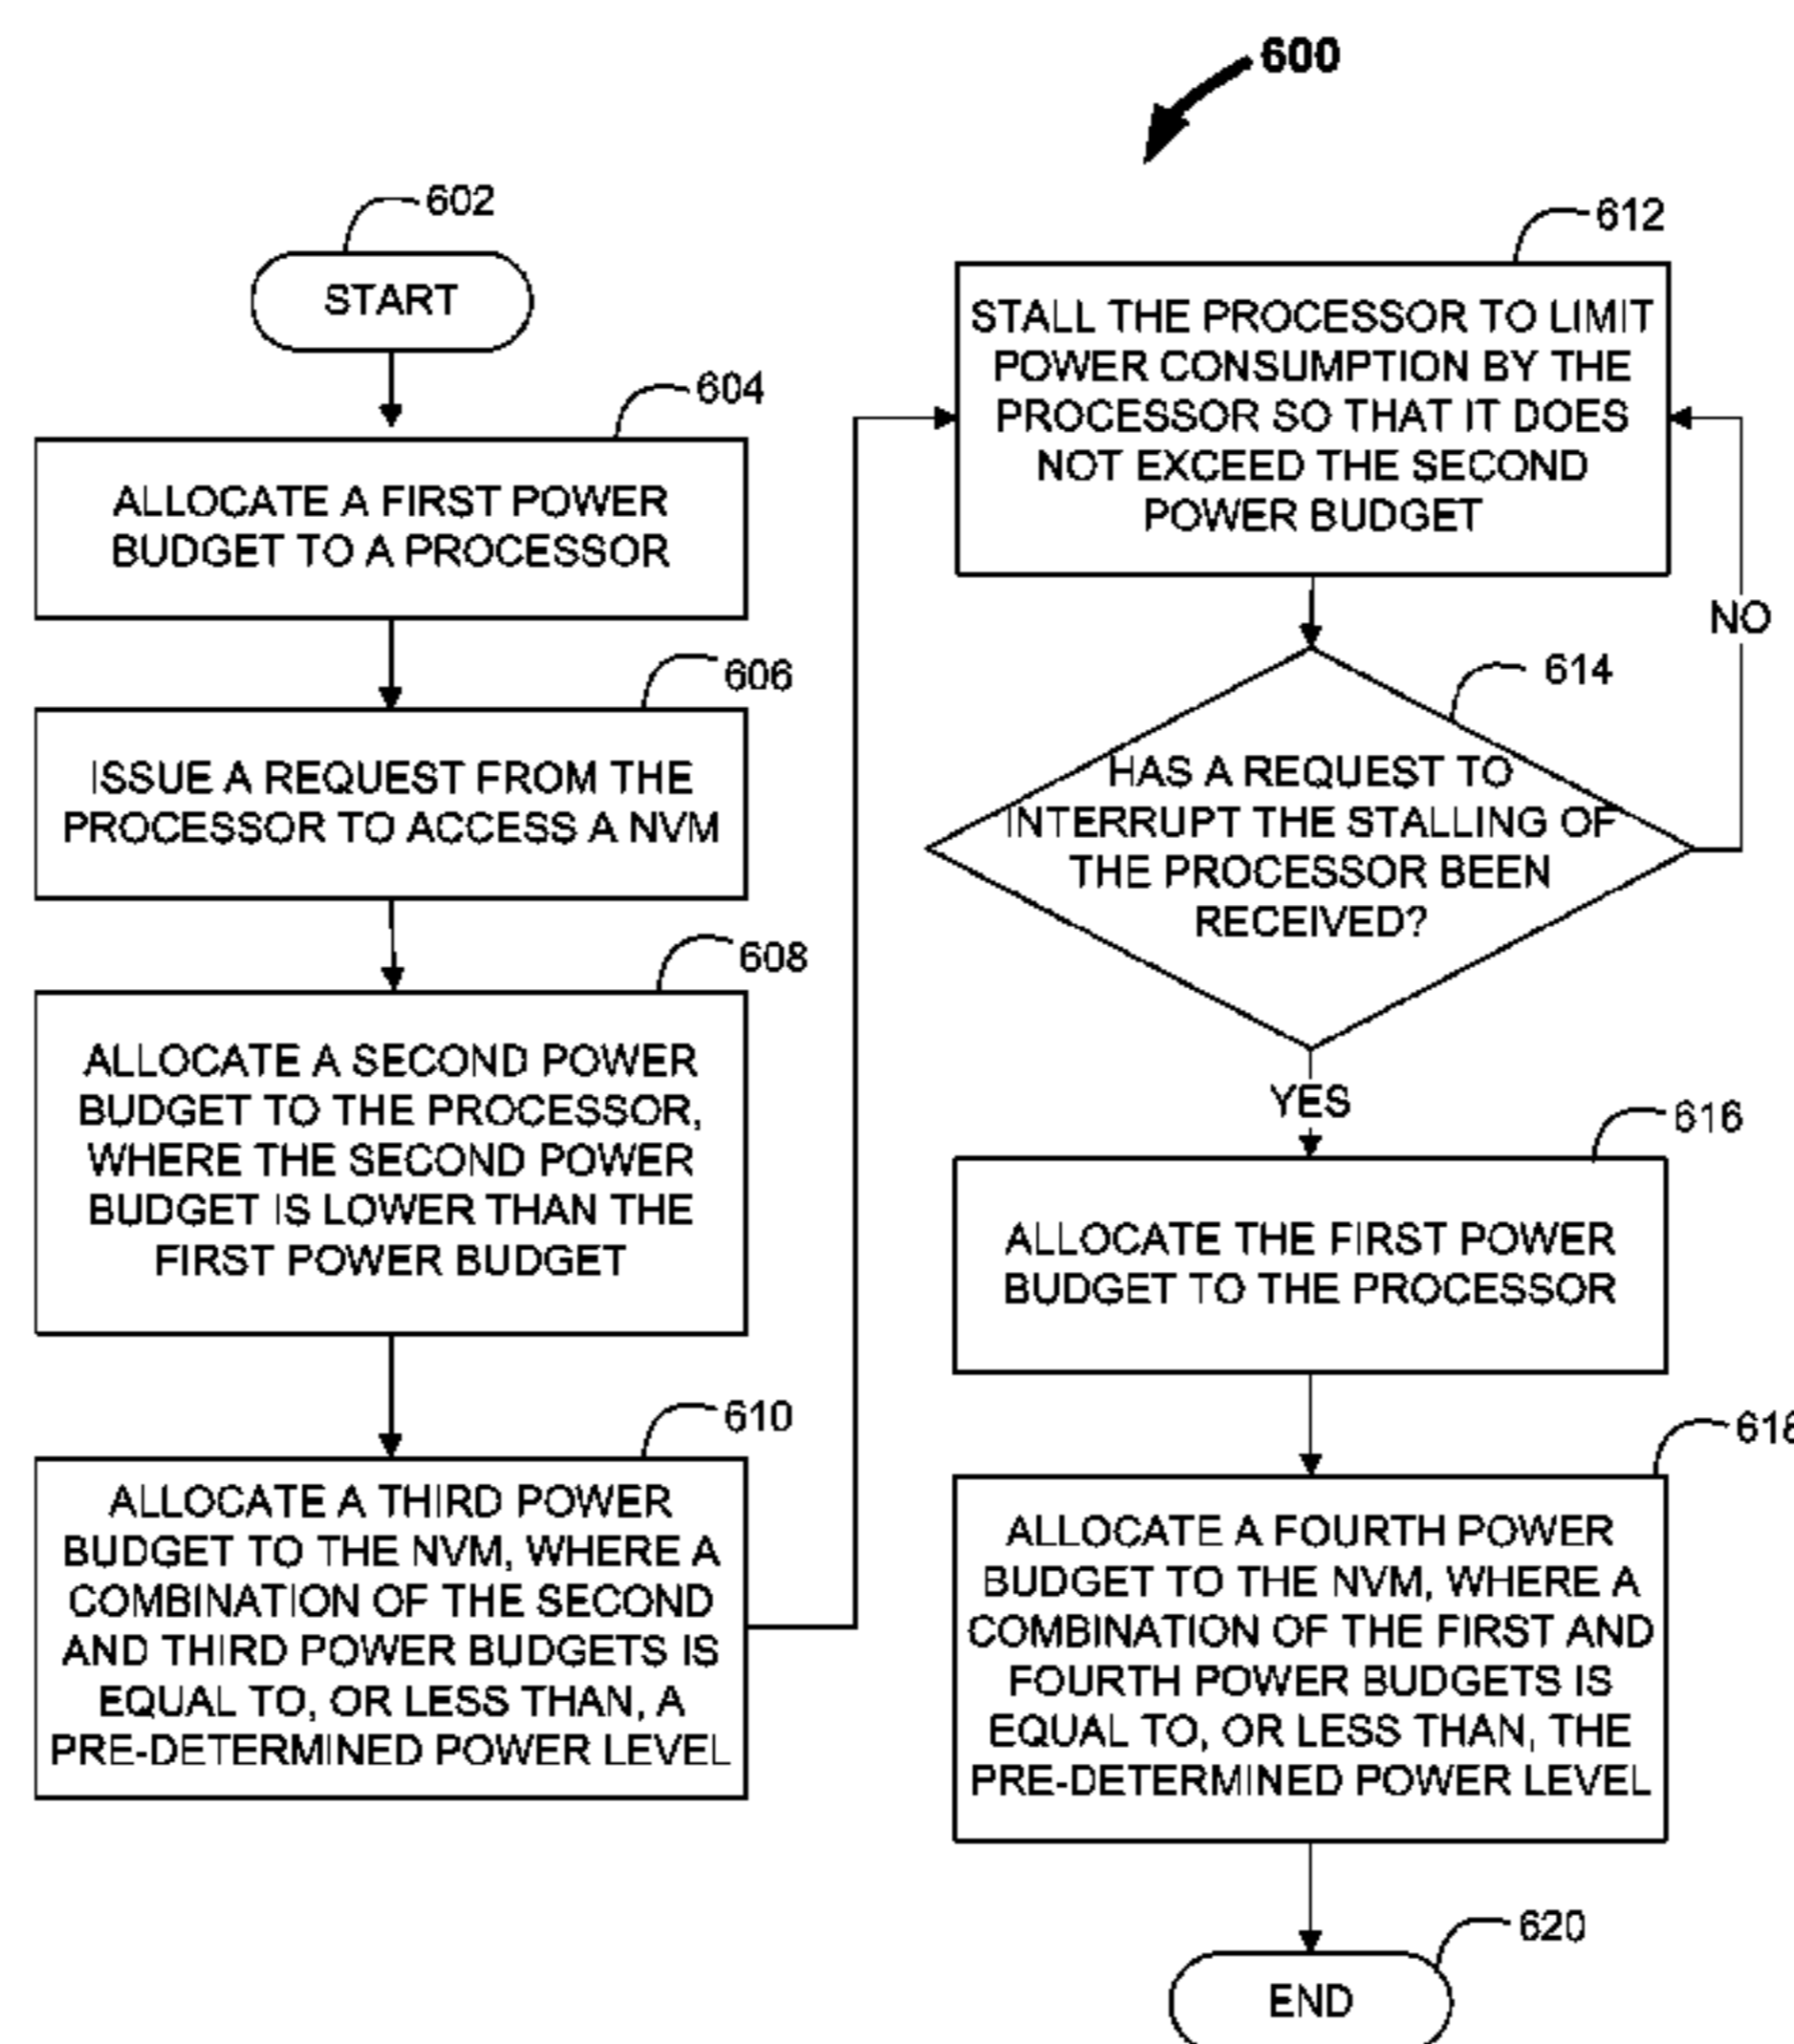 600
602
START
604
ALLOCATE A FIRST POWER
BUDGET TO A PROCESSOR
606
ISSUE A REQUEST FROM THE
PROCESSOR TO ACCESS A NVM
608
ALLOCATE A SECOND POWER
BUDGET TO THE PROCESSOR,
WHERE THE SECOND POWER
BUDGET IS LOWER THAN THE
FIRST POWER BUDGET
610
ALLOCATE A THIRD POWER
BUDGET TO THE NVM, WHERE A
COMBINATION OF THE SECOND
AND THIRD POWER BUDGETS IS
EQUAL TO, OR LESS THAN, A
PRE-DETERMINED POWER LEVEL
612
STALL THE PROCESSOR TO LIMIT
POWER CONSUMPTION BY THE
PROCESSOR SO THAT IT DOES
NOT EXCEED THE SECOND
POWER BUDGET
NO
614
HAS A REQUEST TO
INTERRUPT THE STALLING OF
THE PROCESSOR BEEN
RECEIVED?
YES
616
ALLOCATE THE FIRST POWER
BUDGET TO THE PROCESSOR
618
ALLOCATE A FOURTH POWER
BUDGET TO THE NVM, WHERE A
COMBINATION OF THE FIRST AND
FOURTH POWER BUDGETS IS
EQUAL TO, OR LESS THAN, THE
PRE-DETERMINED POWER LEVEL
620
END